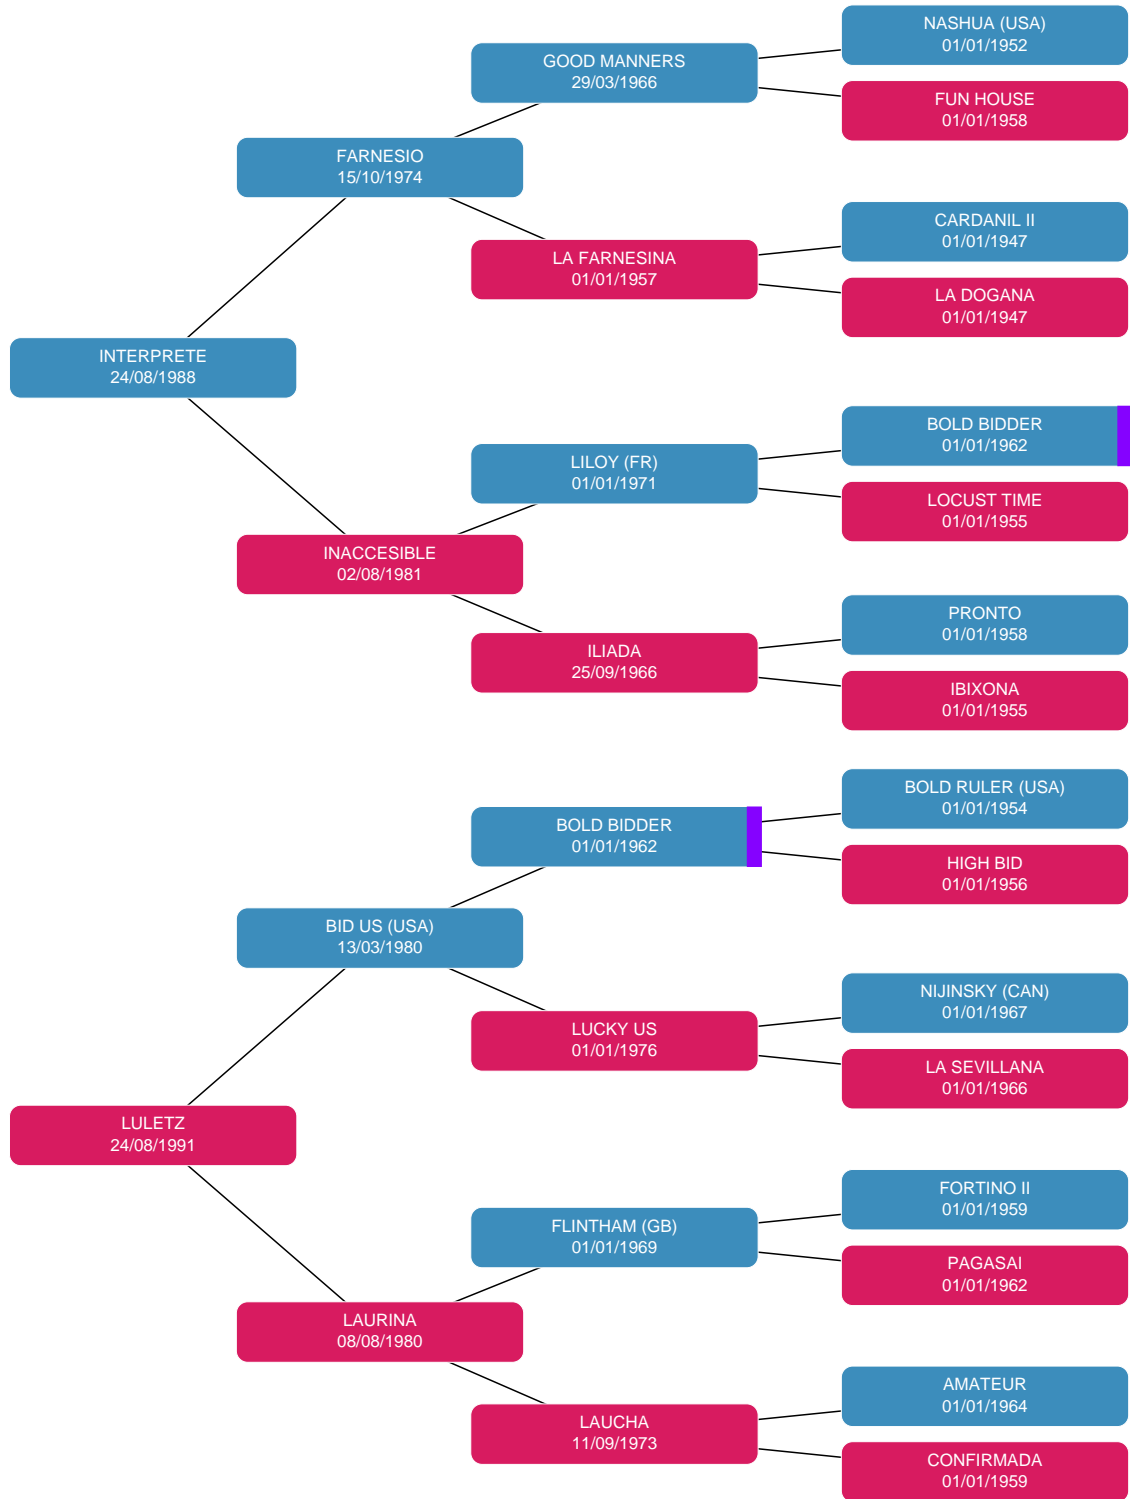 NASHUA (USA)
01/01/1952
GOOD MANNERS
29/03/1966
FUN HOUSE
01/01/1958
FARNESIO
15/10/1974
CARDANIL II
01/01/1947
LA FARNESINA
01/01/1957
LA DOGANA
01/01/1947
INTERPRETE
24/08/1988
BOLD BIDDER
01/01/1962
LILOY (FR)
01/01/1971
LOCUST TIME
01/01/1955
INACCESIBLE
02/08/1981
PRONTO
01/01/1958
ILIADA
25/09/1966
IBIXONA
01/01/1955
BOLD RULER (USA)
01/01/1954
BOLD BIDDER
01/01/1962
HIGH BID
01/01/1956
BID US (USA)
13/03/1980
NIJINSKY (CAN)
01/01/1967
LUCKY US
01/01/1976
LA SEVILLANA
01/01/1966
LULETZ
24/08/1991
FORTINO II
01/01/1959
FLINTHAM (GB)
01/01/1969
PAGASAI
01/01/1962
LAURINA
08/08/1980
AMATEUR
01/01/1964
LAUCHA
11/09/1973
CONFIRMADA
01/01/1959